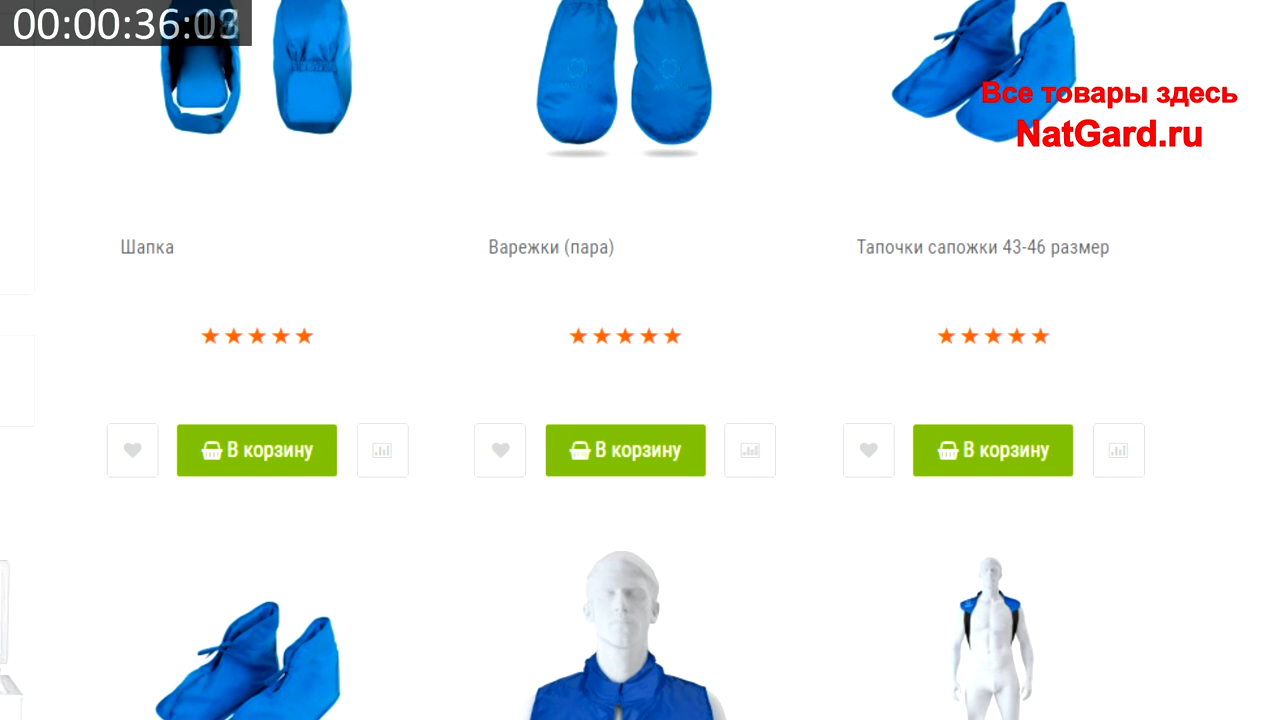 00:00:36:03
Все товары здесь
NatGard.ru
Шапка
Варежки (пара)
Тапочки сапожки 43-46 размер
В корзину
В корзину
В корзину